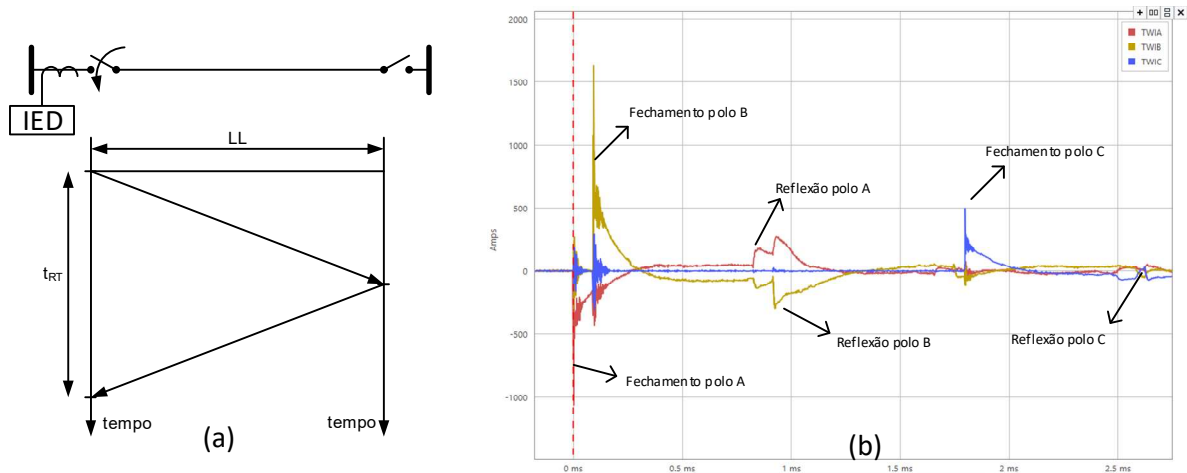 IED
LL
t_RT
tempo
tempo
(a)
2000
1500
1000
500
0
-500
-1000
Amps
TWIA
TWIB
TWIC
Fechamento polo B
Fechamento polo C
Reflexão polo A
Reflexão polo B
Reflexão polo C
Fechamento polo A
0 ms
0.5 ms
1 ms
1.5 ms
2 ms
2.5 ms
(b)